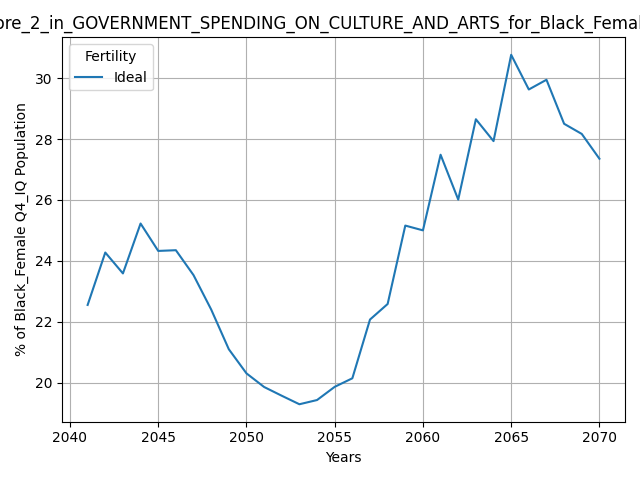 ore_2_in_GOVERNMENT_SPENDING_ON_CULTURE_AND_ARTS_for_Black_Femal
Fertility
Ideal
% of Black_Female Q4_IQ Population
30
28
26
24
22
20
2040 2045 2050 2055 2060 2065 2070
Years